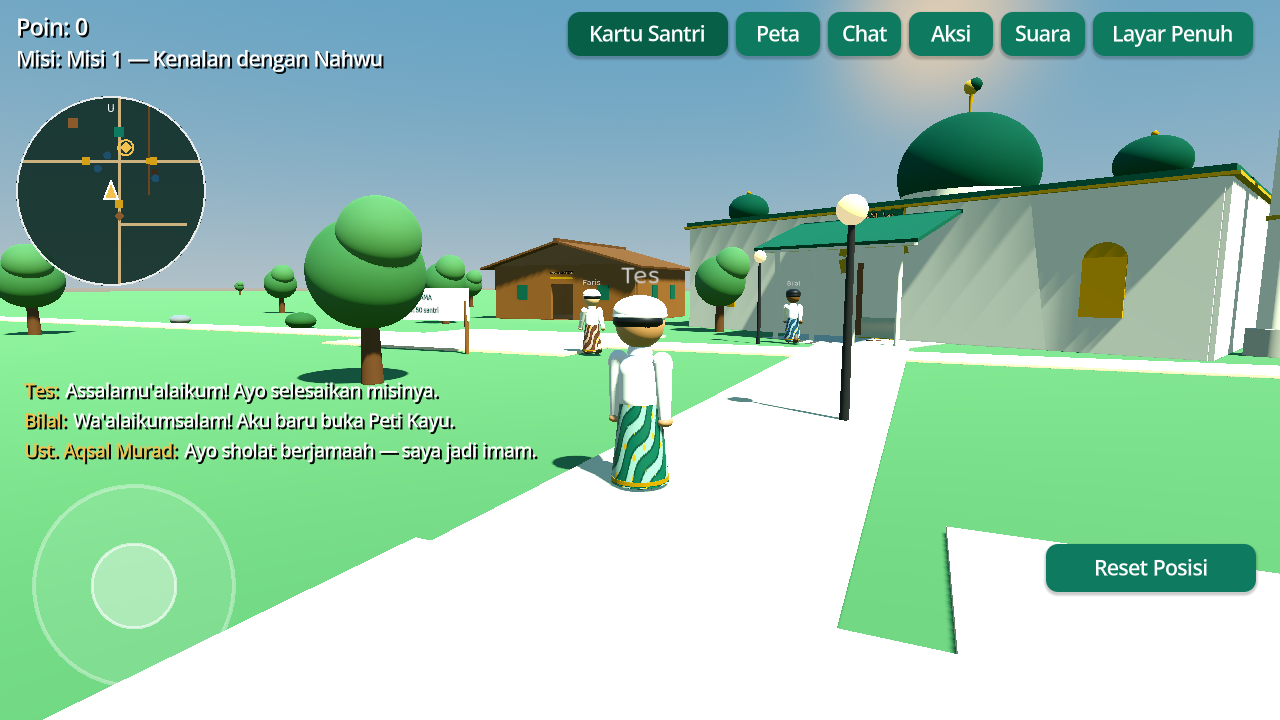 Poin: 0
Misi: Misi 1 — Kenalan dengan Nahwu
Kartu Santri
Peta
Chat
Aksi
Suara
Layar Penuh
U
Tes
Faris
Bilal
50 santri
Tes: Assalamu'alaikum! Ayo selesaikan misinya.
Bilal: Wa'alaikumsalam! Aku baru buka Peti Kayu.
Ust. Aqsal Murad: Ayo sholat berjamaah — saya jadi imam.
Reset Posisi